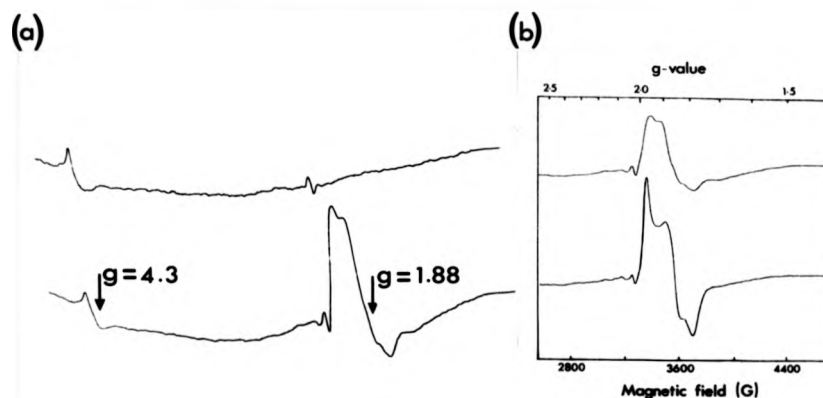 (a)
g=4.3
g=1.88
(b)
g-value
2·5 2·0 1·5
2800 3600 4400
Magnetic field (G)